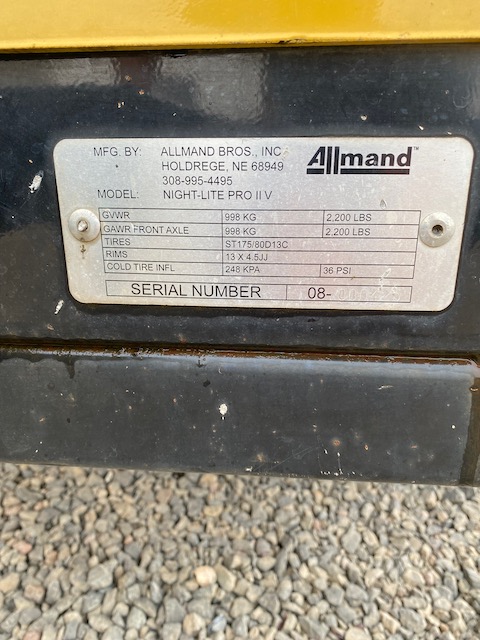 MFG. BY: ALLMAND BROS., INC
HOLDREGE, NE 68949
308-995-4495
Allmand™
MODEL: NIGHT-LITE PRO II V
GVWR 998 KG 2,200 LBS
GAWR FRONT AXLE 998 KG 2,200 LBS
TIRES ST175/80D13C
RIMS 13 X 4.5JJ
COLD TIRE INFL 248 KPA 36 PSI
SERIAL NUMBER 08-